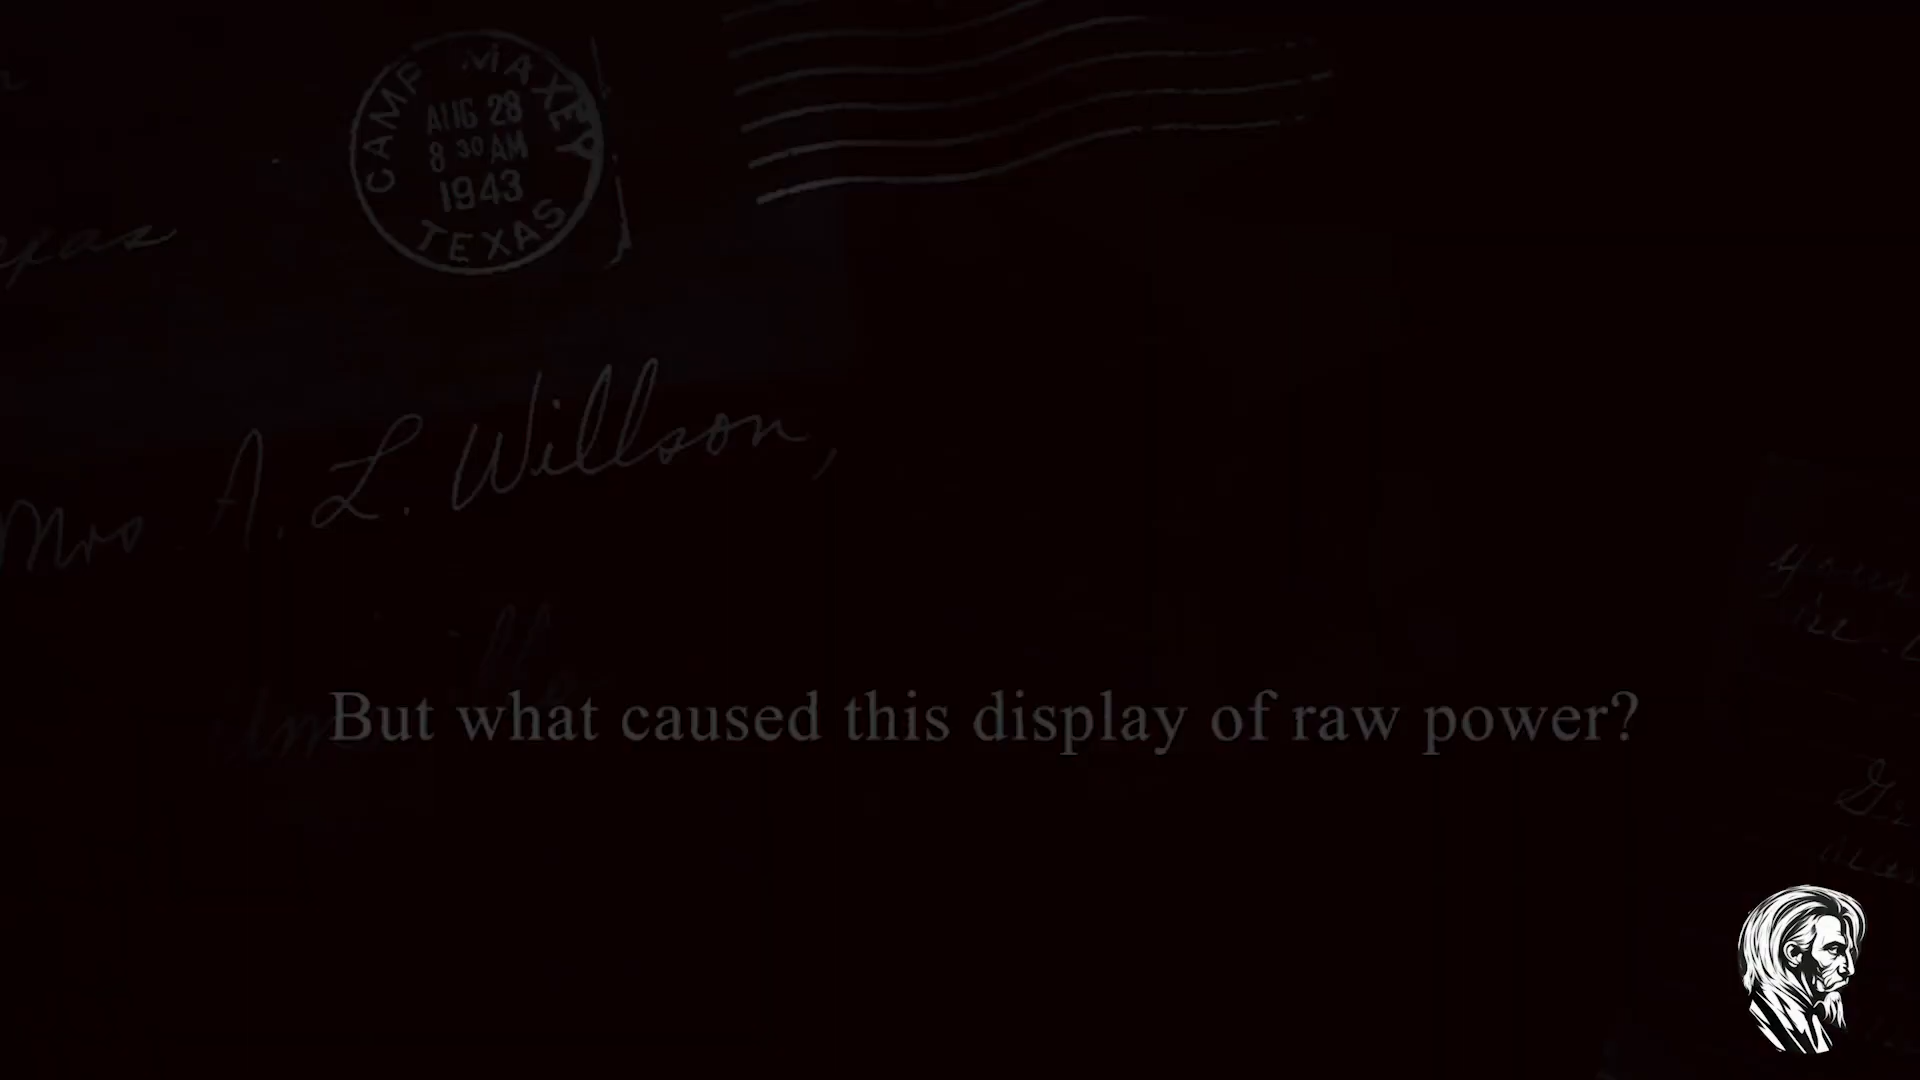 CAMP MAXEY
AUG 28
8 30 AM
1943
TEXAS
exas
Mrs. A. L. Willson,
But what caused this display of raw power?